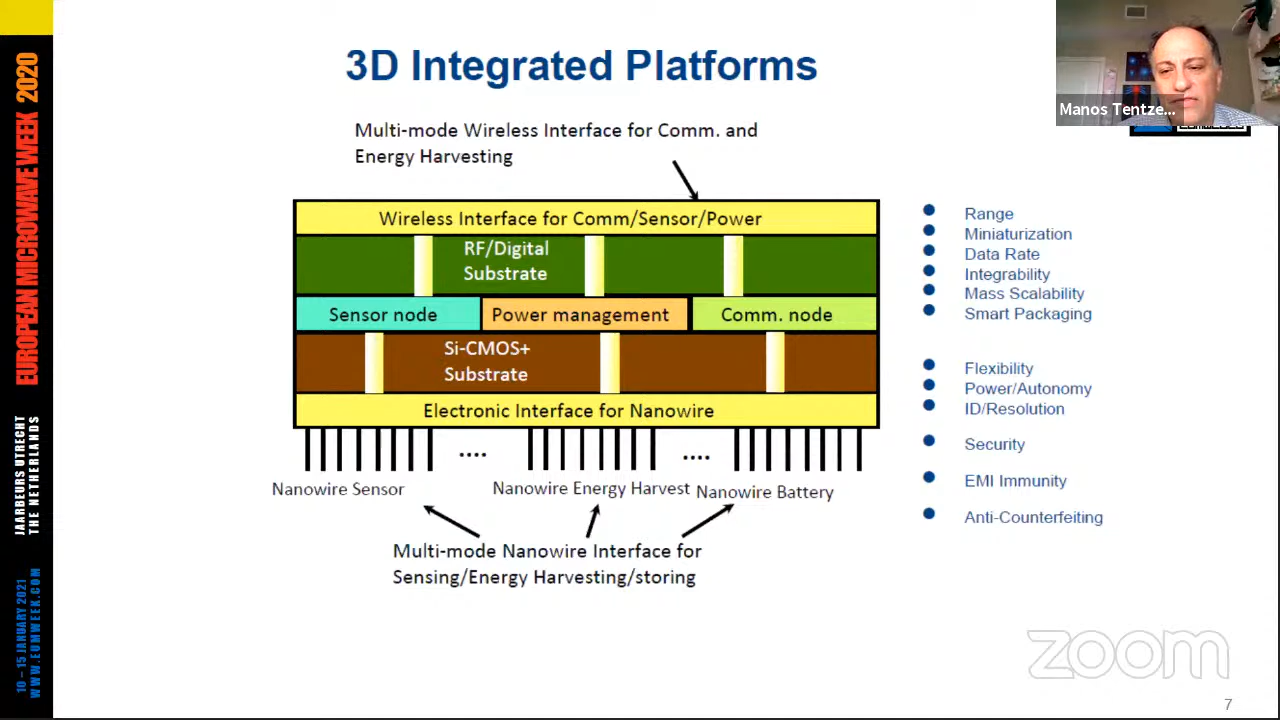 EUROPEAN MICROWAVE WEEK 2020
JAARBEURS UTRECHT
THE NETHERLANDS
10 – 15 JANUARY 2021
WWW.EUMWEEK.COM
3D Integrated Platforms
Manos Tentze...
Multi-mode Wireless Interface for Comm. and
Energy Harvesting
Wireless Interface for Comm/Sensor/Power
RF/Digital
Substrate
Sensor node
Power management
Comm. node
Si-CMOS+
Substrate
Electronic Interface for Nanowire
....
....
Nanowire Sensor
Nanowire Energy Harvest
Nanowire Battery
Multi-mode Nanowire Interface for
Sensing/Energy Harvesting/storing
Range
Miniaturization
Data Rate
Integrability
Mass Scalability
Smart Packaging
Flexibility
Power/Autonomy
ID/Resolution
Security
EMI Immunity
Anti-Counterfeiting
zoom
7